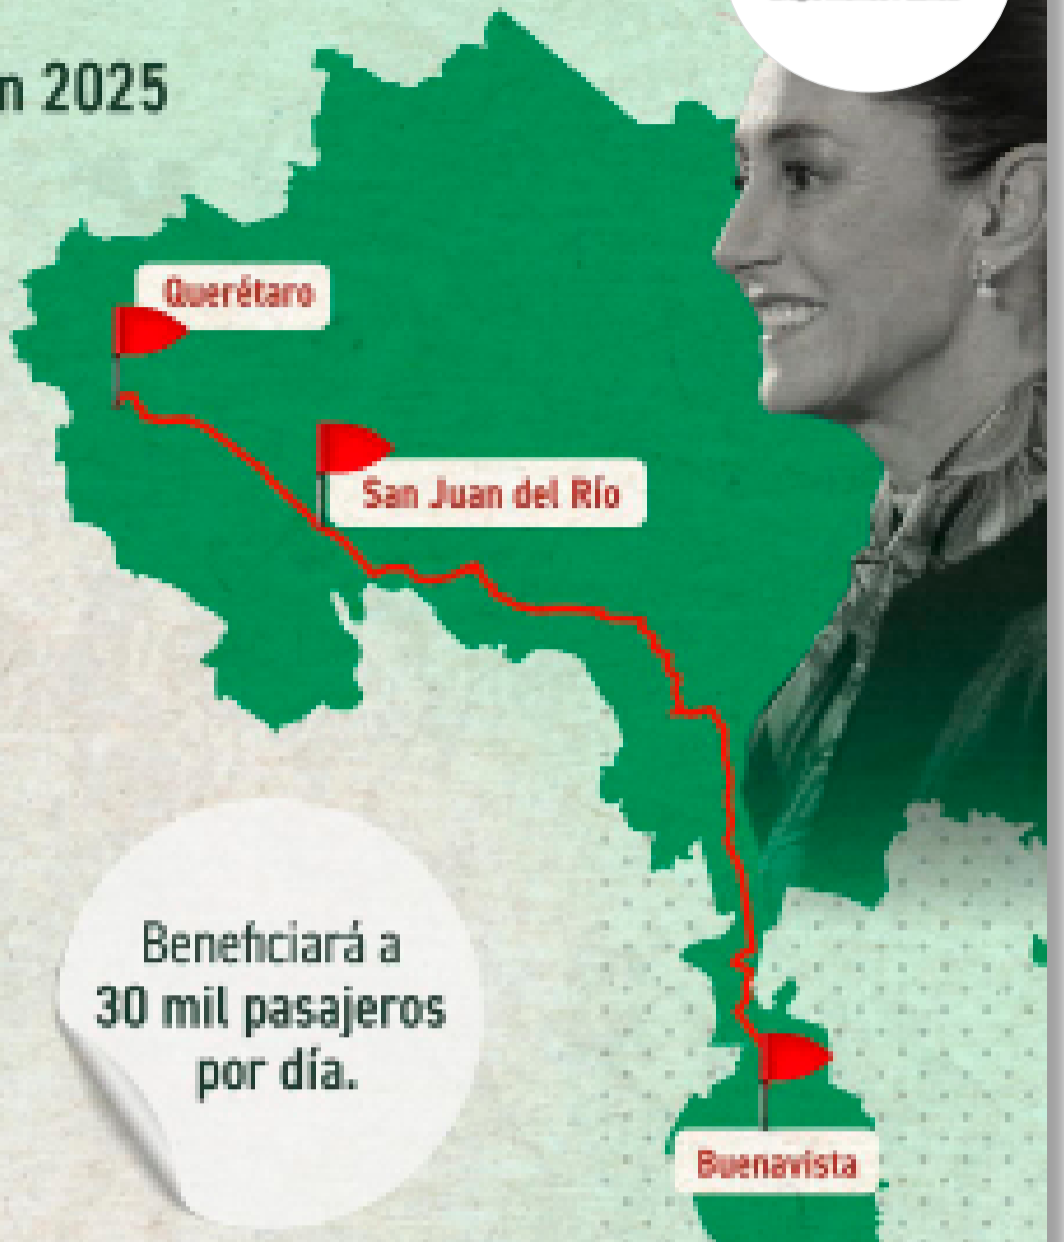 n 2025
Querétaro
San Juan del Río
Beneficiará a
30 mil pasajeros
por día.
Buenavista